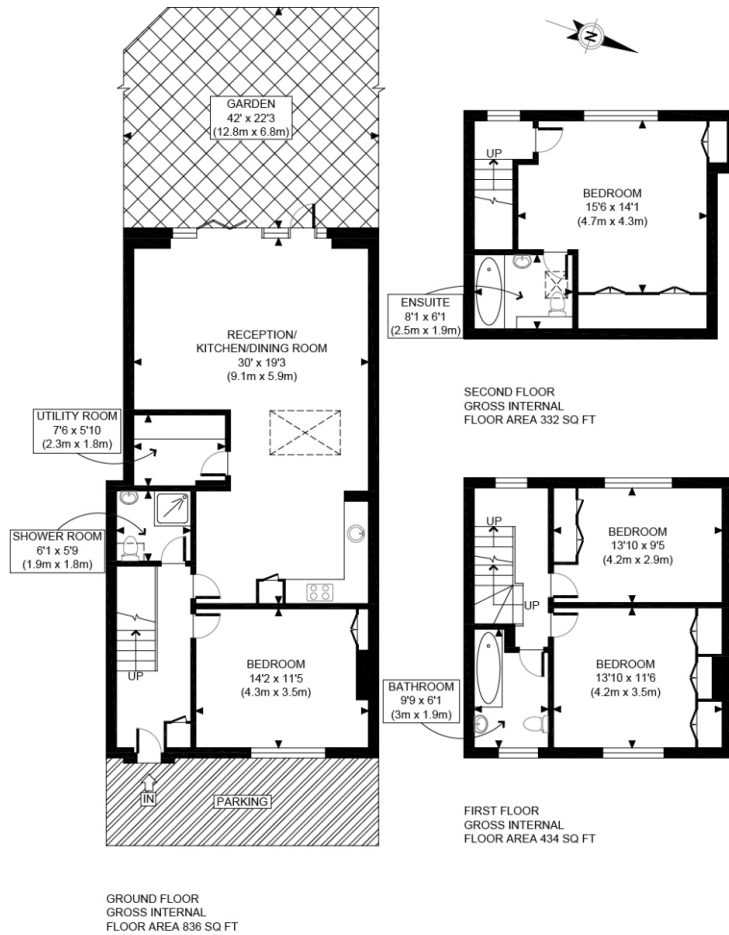 GARDEN
42' x 22'3
(12.8m x 6.8m)
N
RECEPTION/
KITCHEN/DINING ROOM
30' x 19'3
(9.1m x 5.9m)
UTILITY ROOM
7'6 x 5'10
(2.3m x 1.8m)
SHOWER ROOM
6'1 x 5'9
(1.9m x 1.8m)
UP
BEDROOM
14'2 x 11'5
(4.3m x 3.5m)
IN
PARKING
GROUND FLOOR
GROSS INTERNAL
FLOOR AREA 836 SQ FT
UP
BEDROOM
15'6 x 14'1
(4.7m x 4.3m)
ENSUITE
8'1 x 6'1
(2.5m x 1.9m)
SECOND FLOOR
GROSS INTERNAL
FLOOR AREA 332 SQ FT
UP
UP
BEDROOM
13'10 x 9'5
(4.2m x 2.9m)
BEDROOM
13'10 x 11'6
(4.2m x 3.5m)
BATHROOM
9'9 x 6'1
(3m x 1.9m)
FIRST FLOOR
GROSS INTERNAL
FLOOR AREA 434 SQ FT